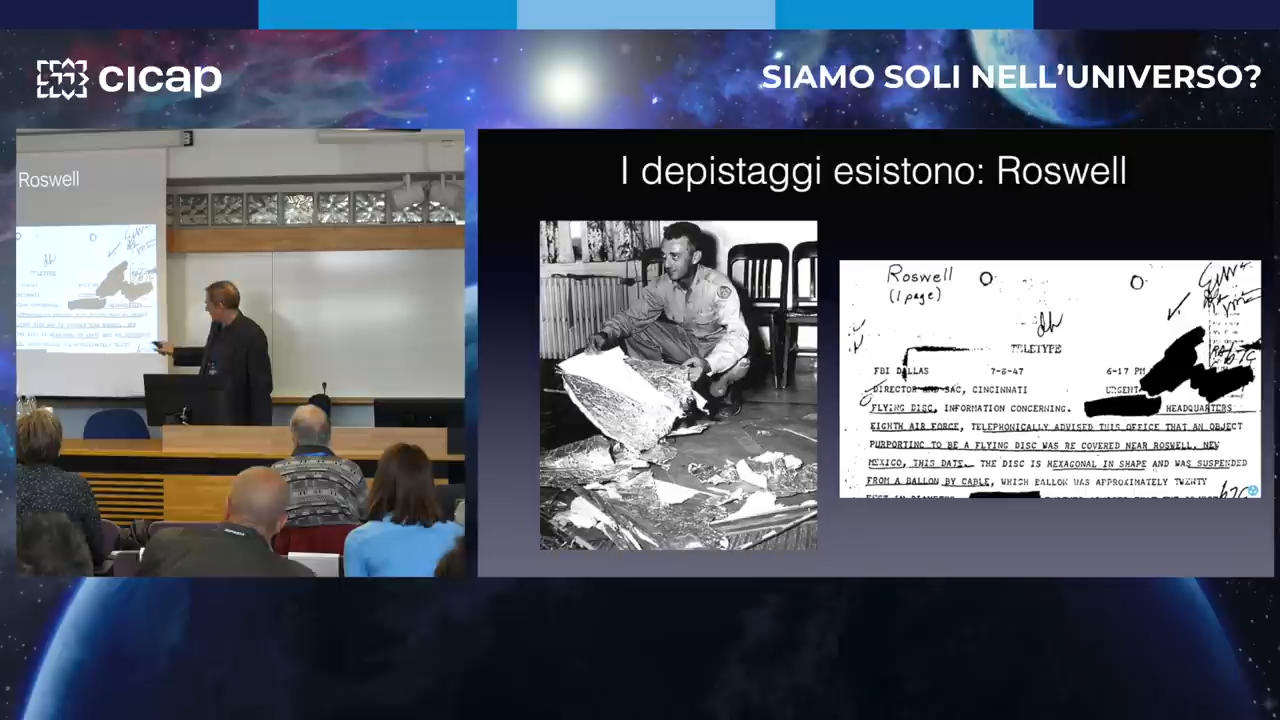 cicap
SIAMO SOLI NELL'UNIVERSO?
Roswell
TELETYPE
I depistaggi esistono: Roswell
Roswell
(1 page)
TELETYPE
FBI DALLAS 7-8-47 6-17 PM
DIRECTOR AND SAC, CINCINNATI URGENT
FLYING DISC, INFORMATION CONCERNING. HEADQUARTERS
EIGHTH AIR FORCE, TELEPHONICALLY ADVISED THIS OFFICE THAT AN OBJECT
PURPORTING TO BE A FLYING DISC WAS RE COVERED NEAR ROSWELL, NEW
MEXICO, THIS DATE. THE DISC IS HEXAGONAL IN SHAPE AND WAS SUSPENDED
FROM A BALLON BY CABLE, WHICH BALLON WAS APPROXIMATELY TWENTY